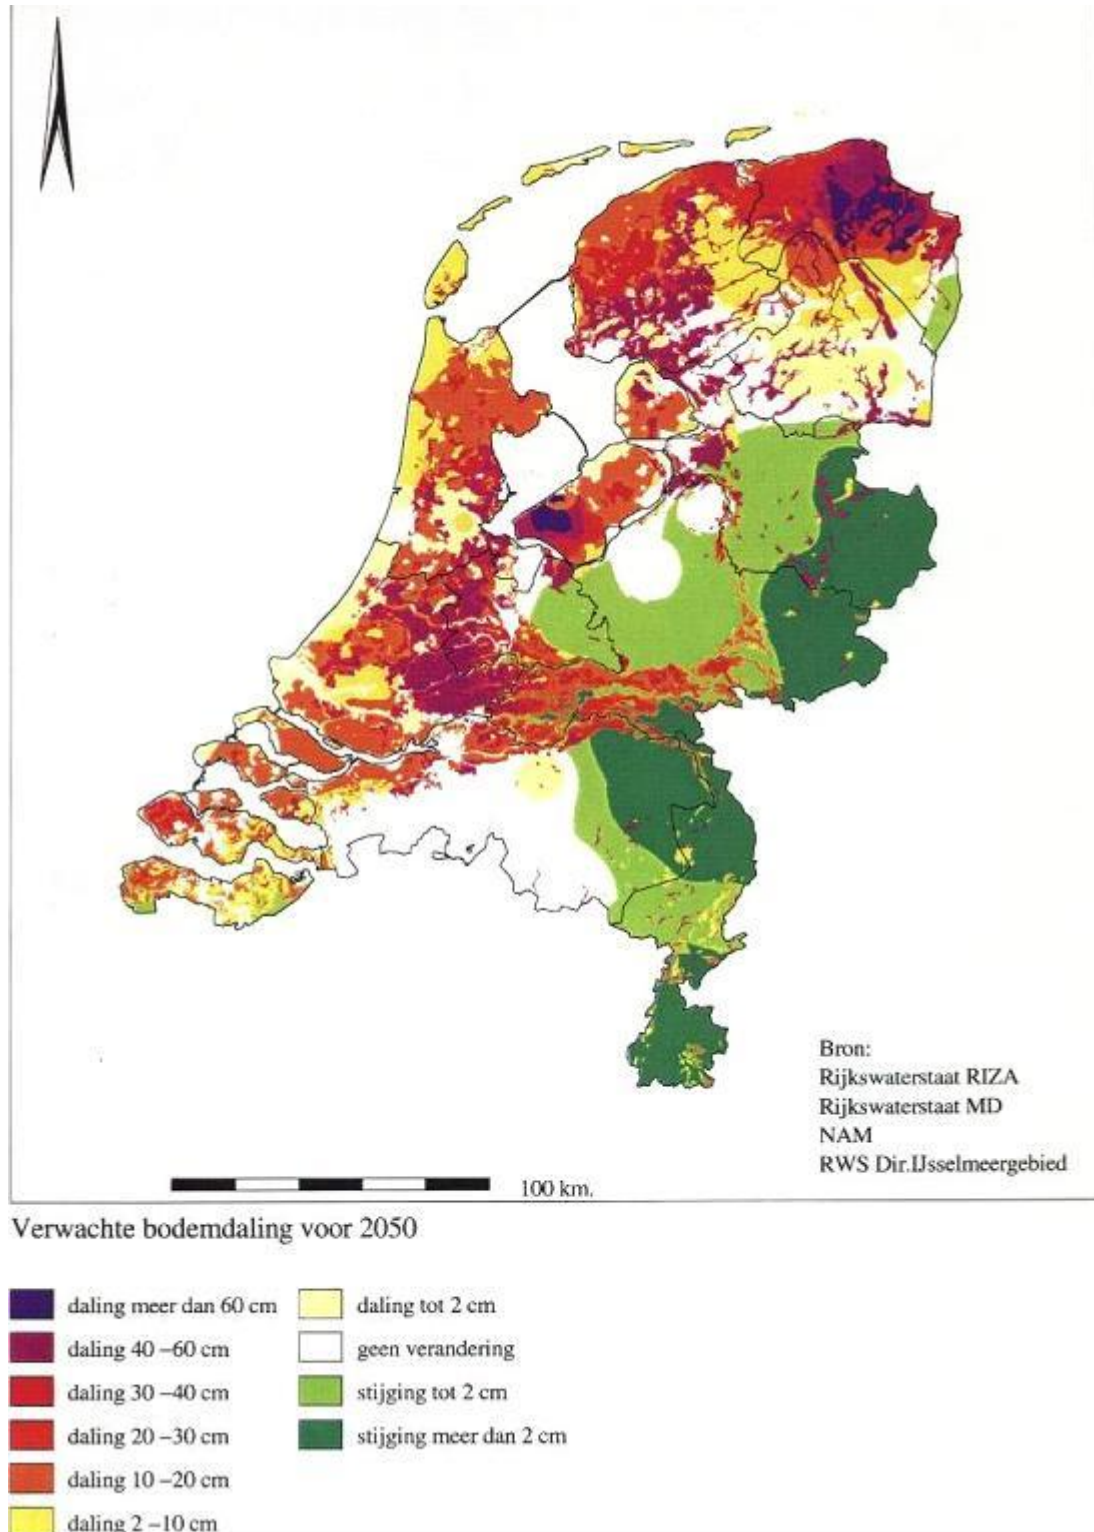 Bron:
Rijkswaterstaat RIZA
Rijkswaterstaat MD
NAM
RWS Dir.IJsselmeergebied
100 km.
Verwachte bodemdaling voor 2050
daling meer dan 60 cm
daling 40 –60 cm
daling 30 –40 cm
daling 20 –30 cm
daling 10 –20 cm
daling 2 –10 cm
daling tot 2 cm
geen verandering
stijging tot 2 cm
stijging meer dan 2 cm